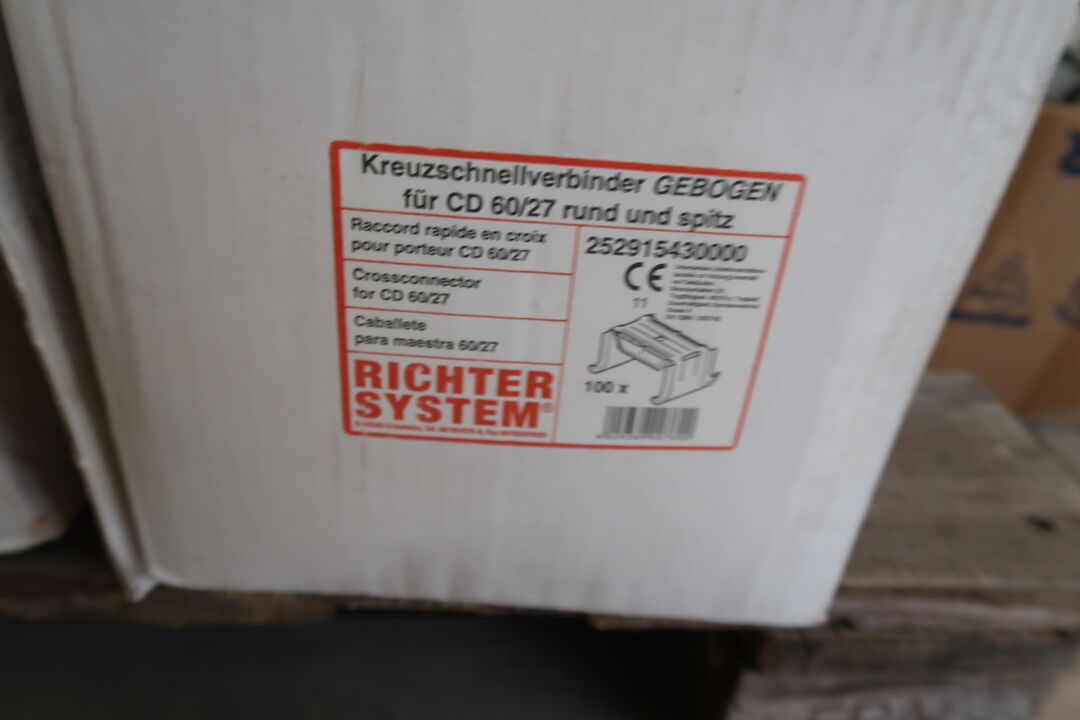 Kreuzschnellverbinder GEBOGEN
für CD 60/27 rund und spitz
Raccord rapide en croix
pour porteur CD 60/27
Crossconnector
for CD 60/27
Caballete
para maestra 60/27
RICHTER
SYSTEM®
252915430000
CE
11
100 x